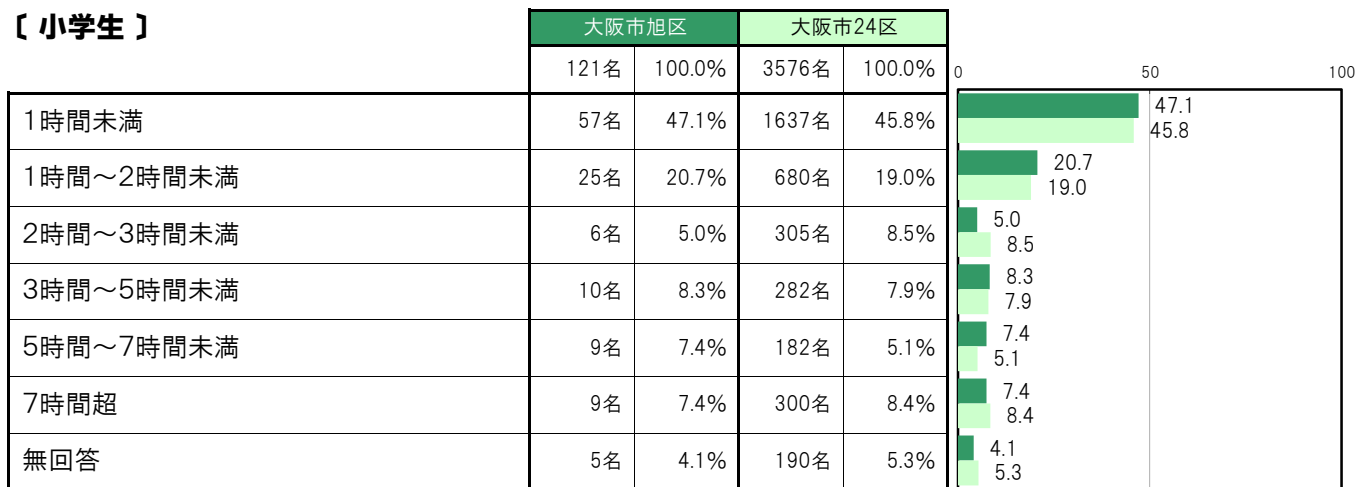 〔 小学生 〕
大阪市旭区 大阪市24区
121名 100.0% 3576名 100.0% 0 50 100
1時間未満 57名 47.1% 1637名 45.8% 47.1
45.8
1時間～2時間未満 25名 20.7% 680名 19.0% 20.7
19.0
2時間～3時間未満 6名 5.0% 305名 8.5% 5.0
8.5
3時間～5時間未満 10名 8.3% 282名 7.9% 8.3
7.9
5時間～7時間未満 9名 7.4% 182名 5.1% 7.4
5.1
7時間超 9名 7.4% 300名 8.4% 7.4
8.4
無回答 5名 4.1% 190名 5.3% 4.1
5.3